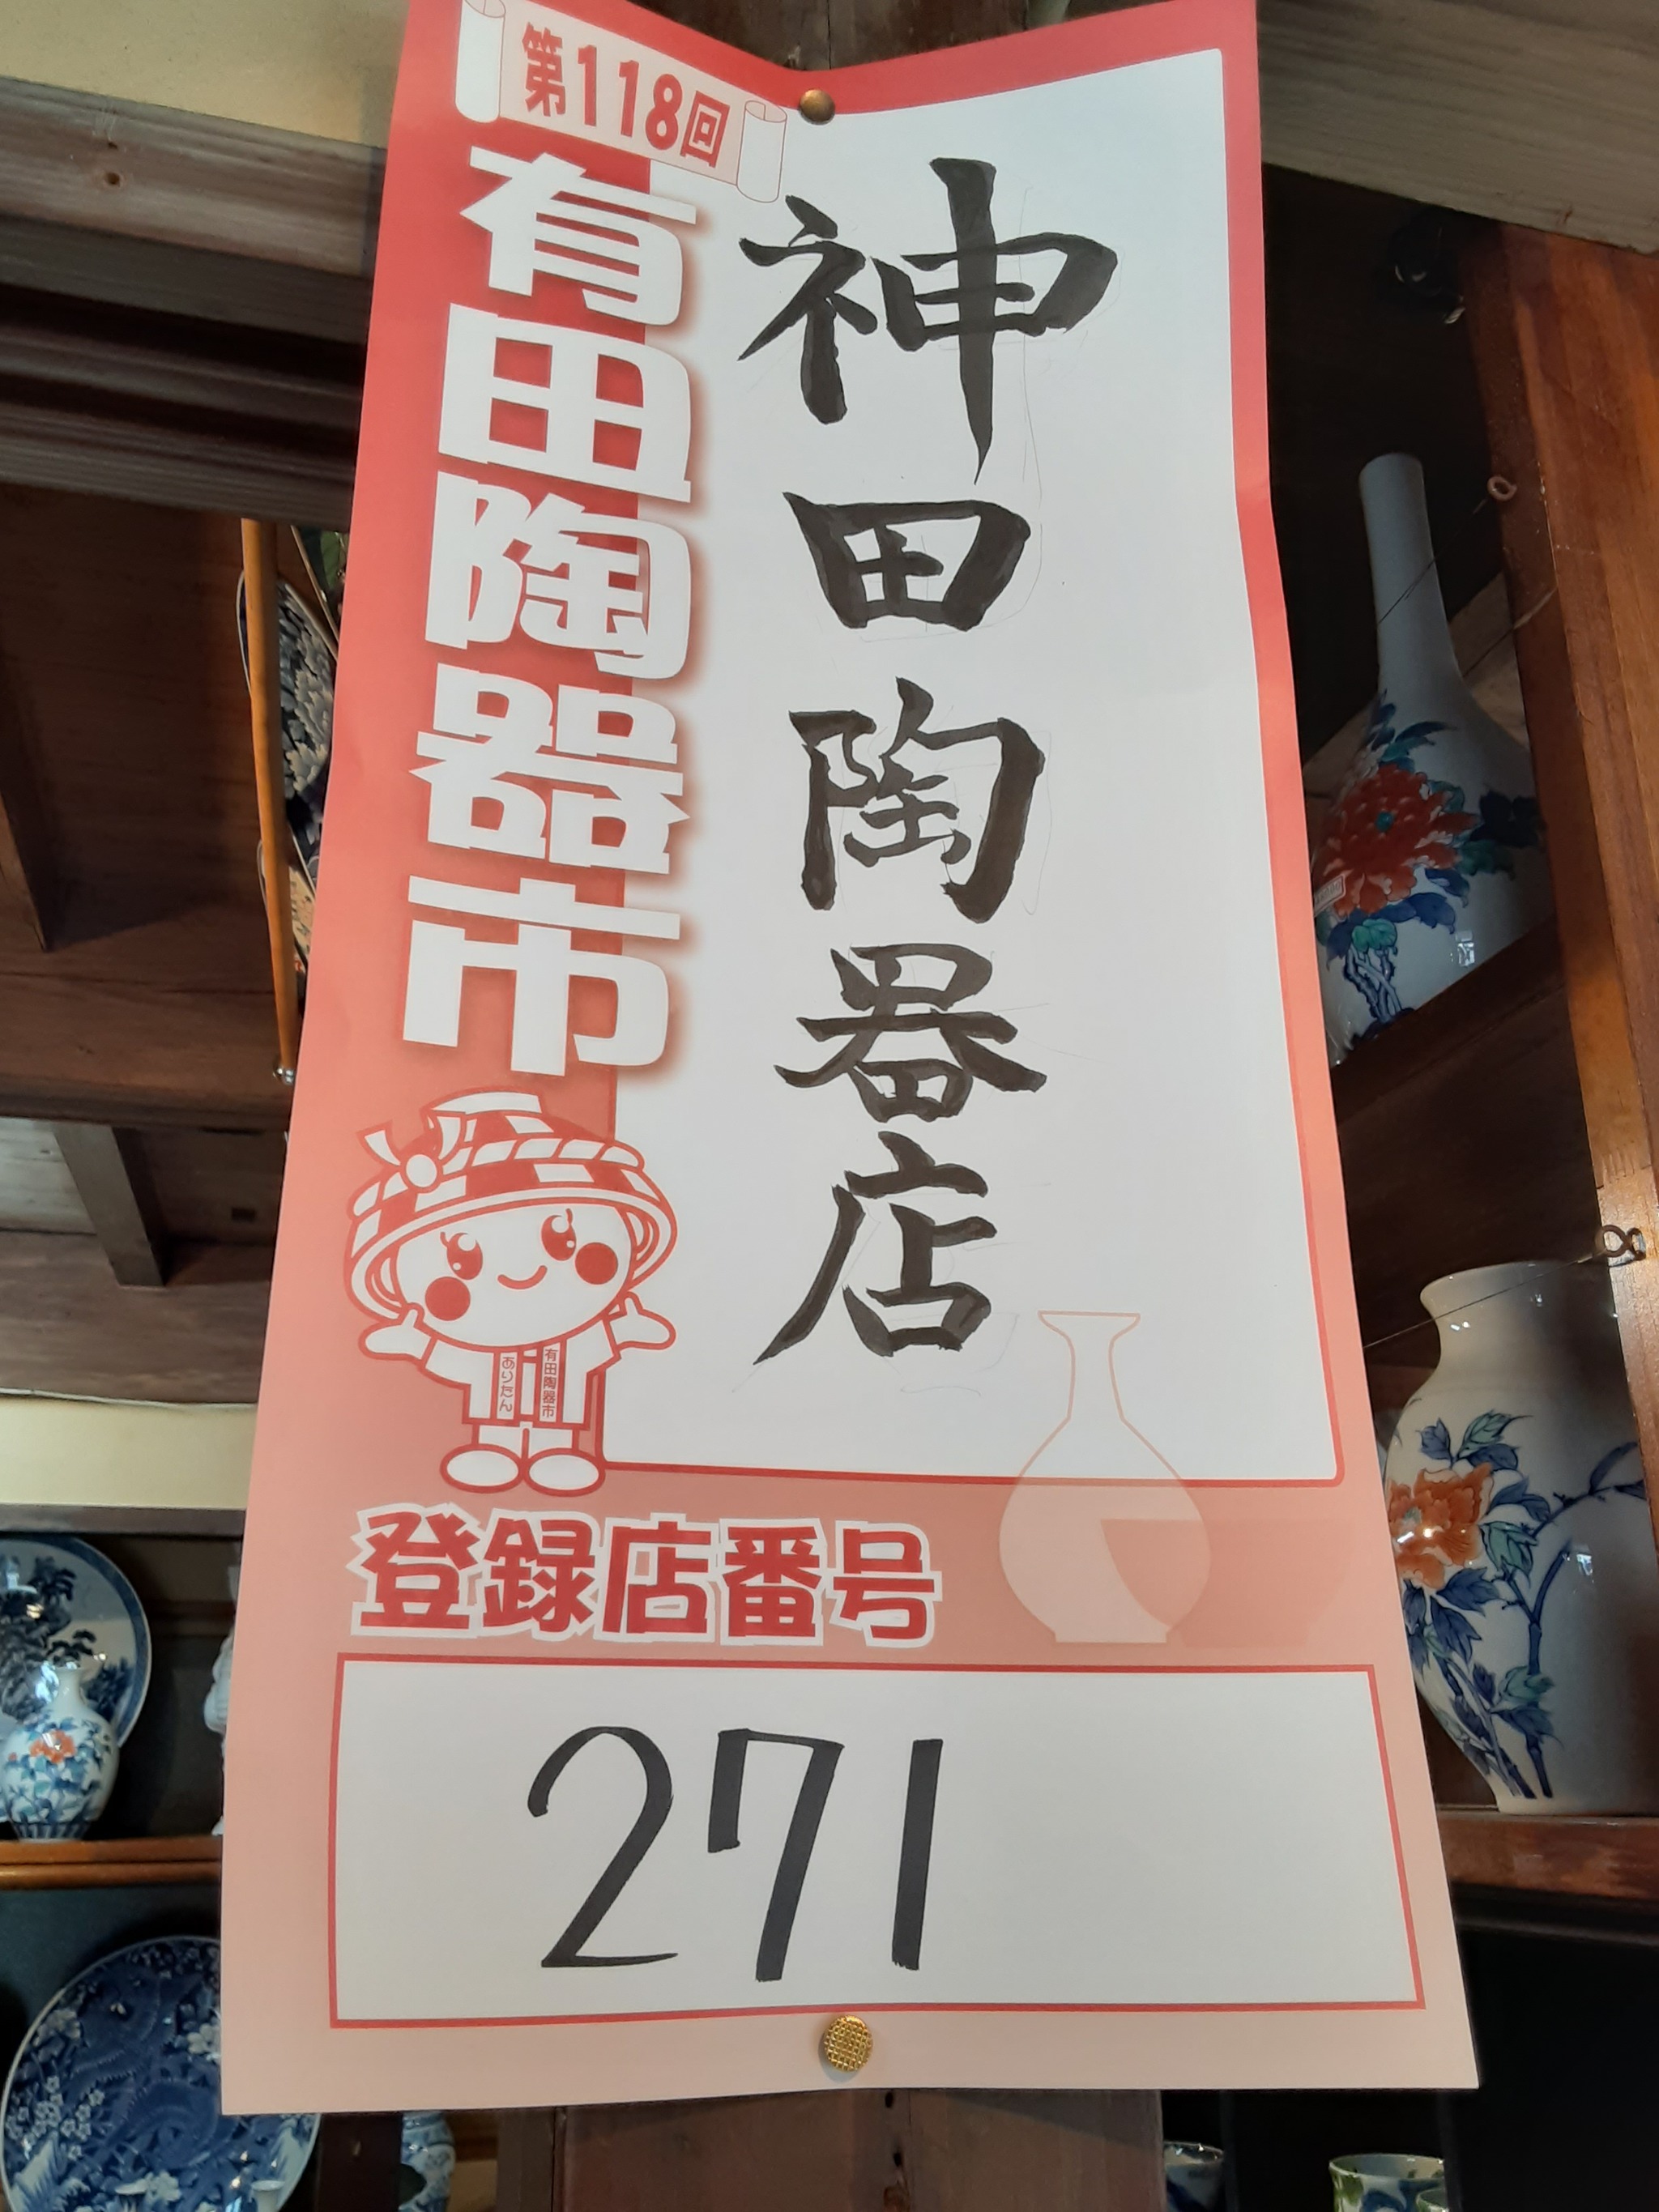 第118回
有田陶器市
神田陶器店
有田陶器市
ありたん
登録店番号
271